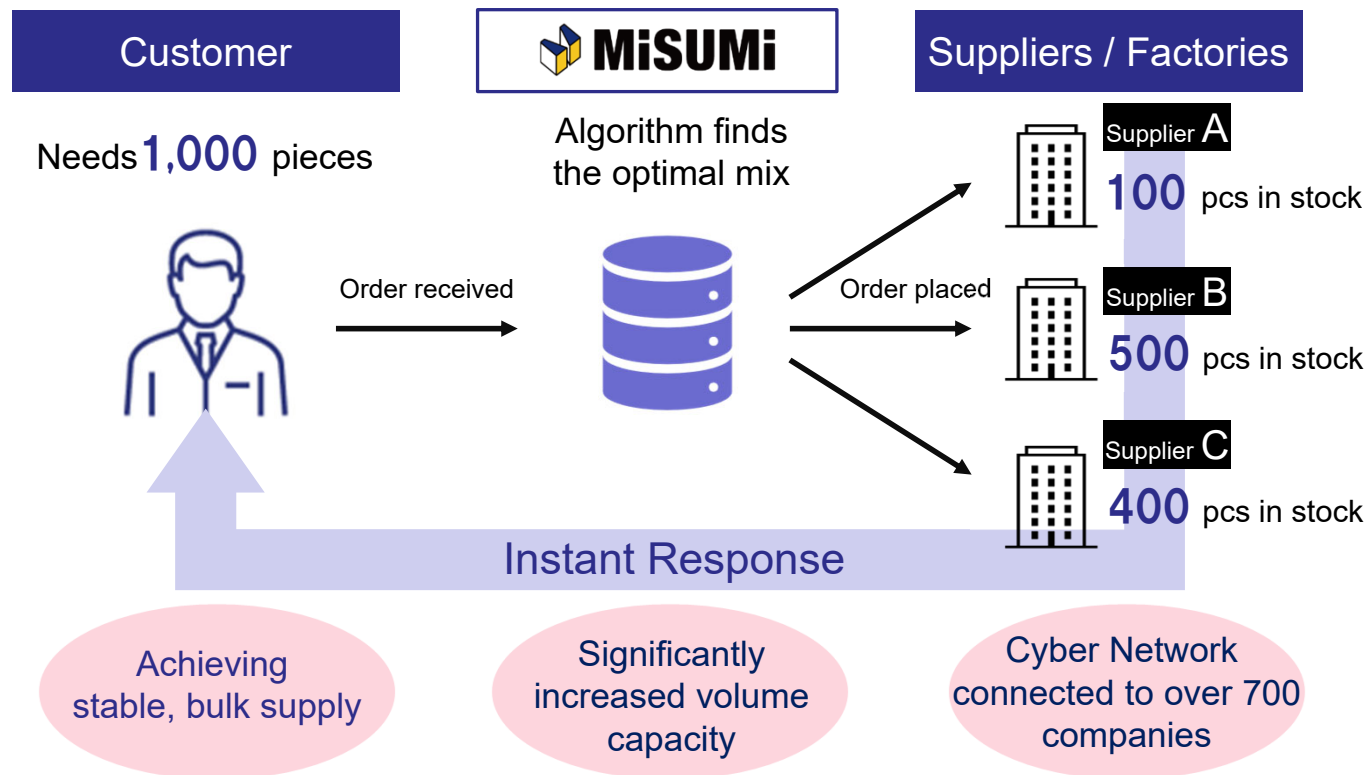 Customer
MiSUMi
Suppliers / Factories
Needs 1,000 pieces
Algorithm finds
the optimal mix
Supplier A
100 pcs in stock
Order received
Order placed
Supplier B
500 pcs in stock
Supplier C
400 pcs in stock
Instant Response
Achieving
stable, bulk supply
Significantly
increased volume
capacity
Cyber Network
connected to over 700
companies